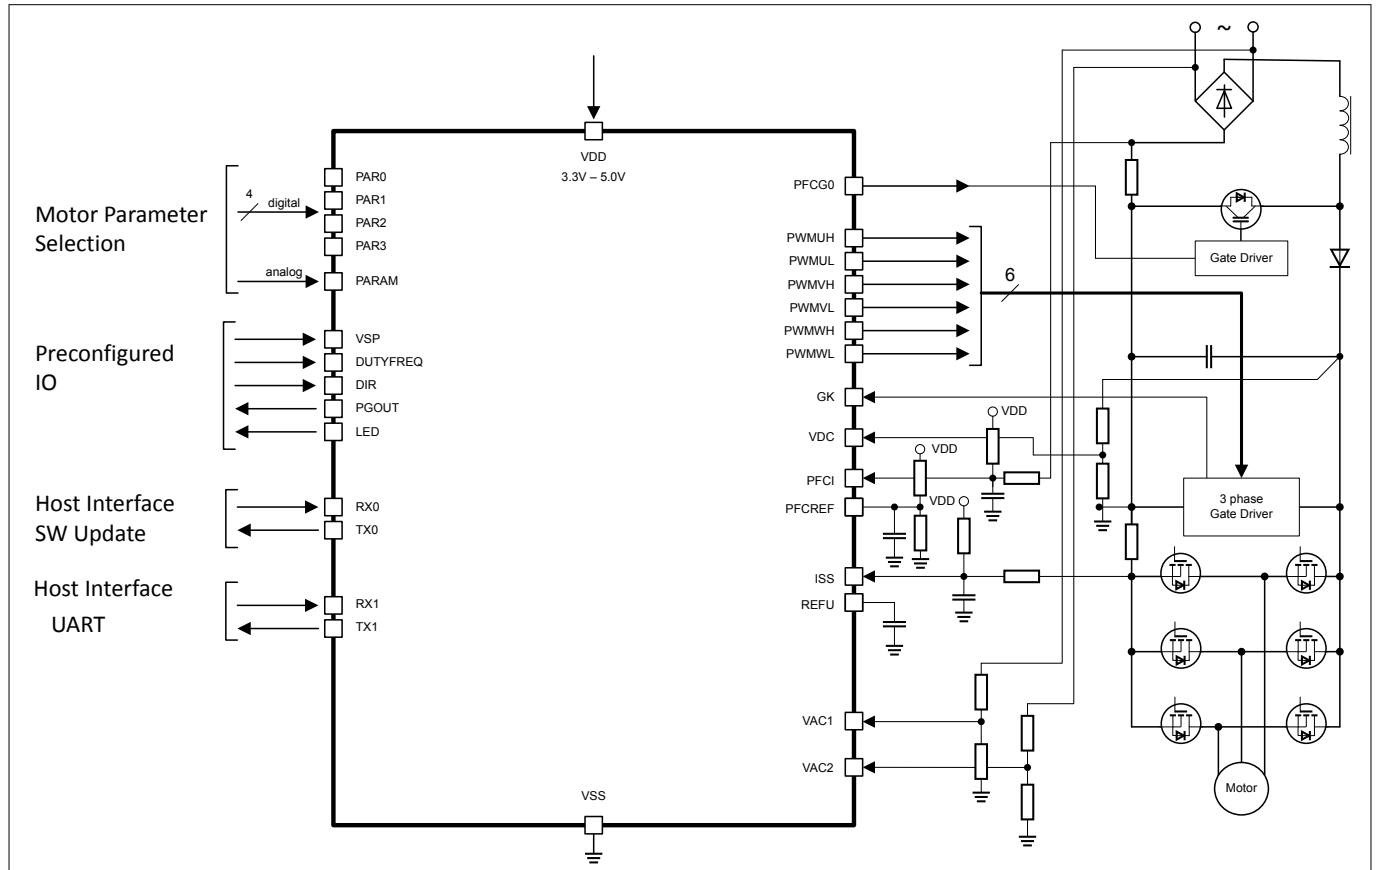 ~
VDD
3.3V – 5.0V
Motor Parameter
Selection
4
digital
analog
PAR0
PAR1
PAR2
PAR3
PARAM
Preconfigured
IO
VSP
DUTYFREQ
DIR
PGOUT
LED
Host Interface
SW Update
RX0
TX0
Host Interface
UART
RX1
TX1
VSS
PFCG0
PWMUH
PWMUL
PWMVH
PWMVL
PWMWH
PWMWL
6
GK
VDC
PFCI
PFCREF
ISS
REFU
VAC1
VAC2
VDD
VDD
VDD
Gate Driver
3 phase
Gate Driver
Motor